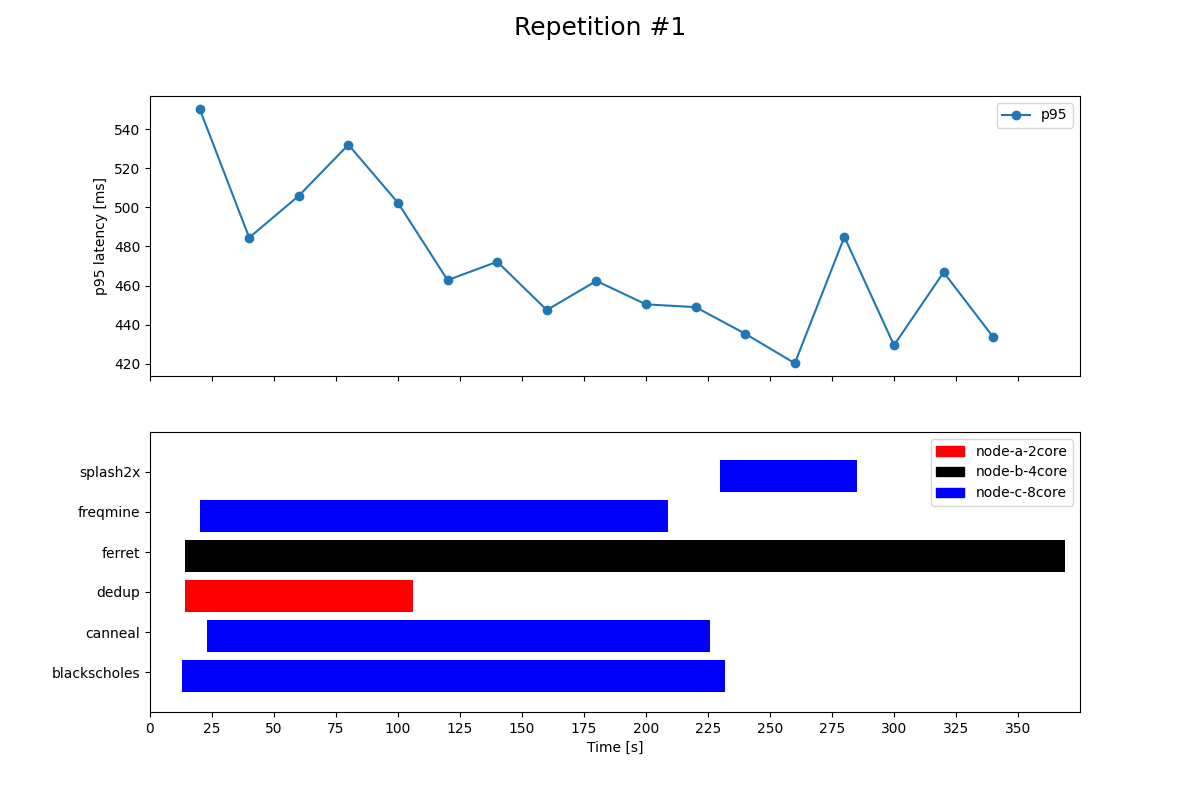 Repetition #1
p95
540
520
500
480
460
440
420
p95 latency [ms]
node-a-2core
node-b-4core
node-c-8core
splash2x
freqmine
ferret
dedup
canneal
blackscholes
0 25 50 75 100 125 150 175 200 225 250 275 300 325 350
Time [s]